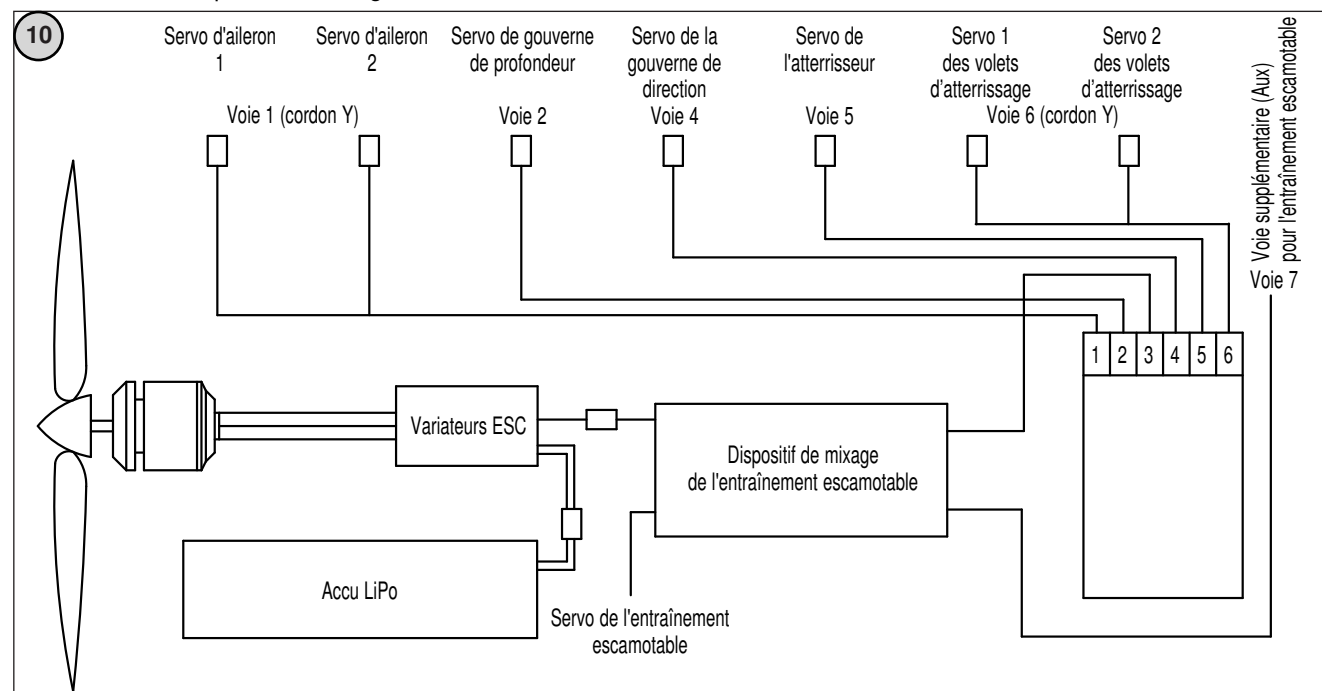 10
Servo d'aileron
1
Servo d'aileron
2
Servo de gouverne
de profondeur
Servo de la
gouverne de
direction
Servo de
l'atterrisseur
Servo 1
des volets
d'atterrissage
Servo 2
des volets
d'atterrissage
Voie 1 (cordon Y)
Voie 2
Voie 4
Voie 5
Voie 6 (cordon Y)
Voie supplémentaire (Aux)
pour l'entraînement escamotable
Voie 7
1 2 3 4 5 6
Variateurs ESC
Dispositif de mixage
de l'entraînement escamotable
Accu LiPo
Servo de l'entraînement
escamotable